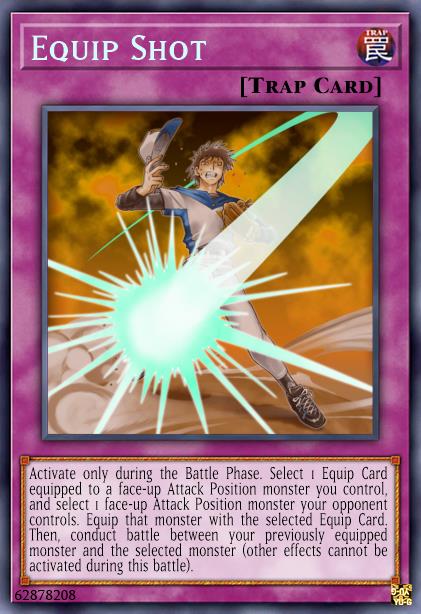 Equip Shot
TRAP
罠
[Trap Card]
Activate only during the Battle Phase. Select 1 Equip Card
equipped to a face-up Attack Position monster you control,
and select 1 face-up Attack Position monster your opponent
controls. Equip that monster with the selected Equip Card.
Then, conduct battle between your previously equipped
monster and the selected monster (other effects cannot be
activated during this battle).
62878208